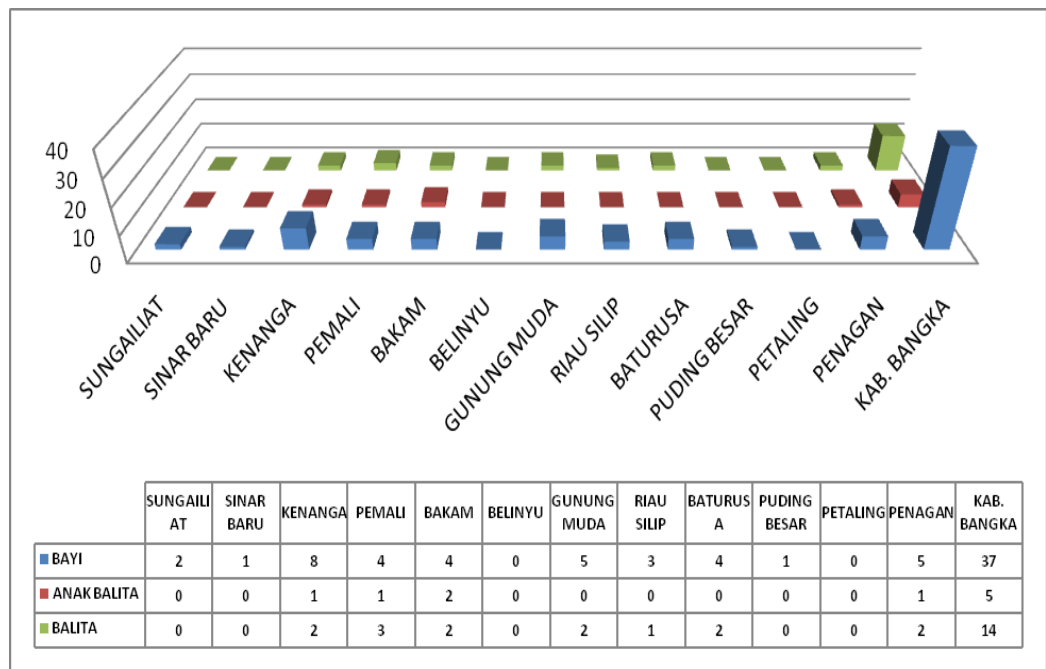 40
30
20
10
0
SUNGAILIAT
SINAR BARU
KENANGA
PEMALI
BAKAM
BELINYU
GUNUNG MUDA
RIAU SILIP
BATURUSA
PUDING BESAR
PETALING
PENAGAN
KAB. BANGKA
SUNGAILI AT SINAR BARU KENANGA PEMALI BAKAM BELINYU GUNUNG MUDA RIAU SILIP BATURUS A PUDING BESAR PETALING PENAGAN KAB. BANGKA
BAYI 2 1 8 4 4 0 5 3 4 1 0 5 37
ANAK BALITA 0 0 1 1 2 0 0 0 0 0 0 1 5
BALITA 0 0 2 3 2 0 2 1 2 0 0 2 14